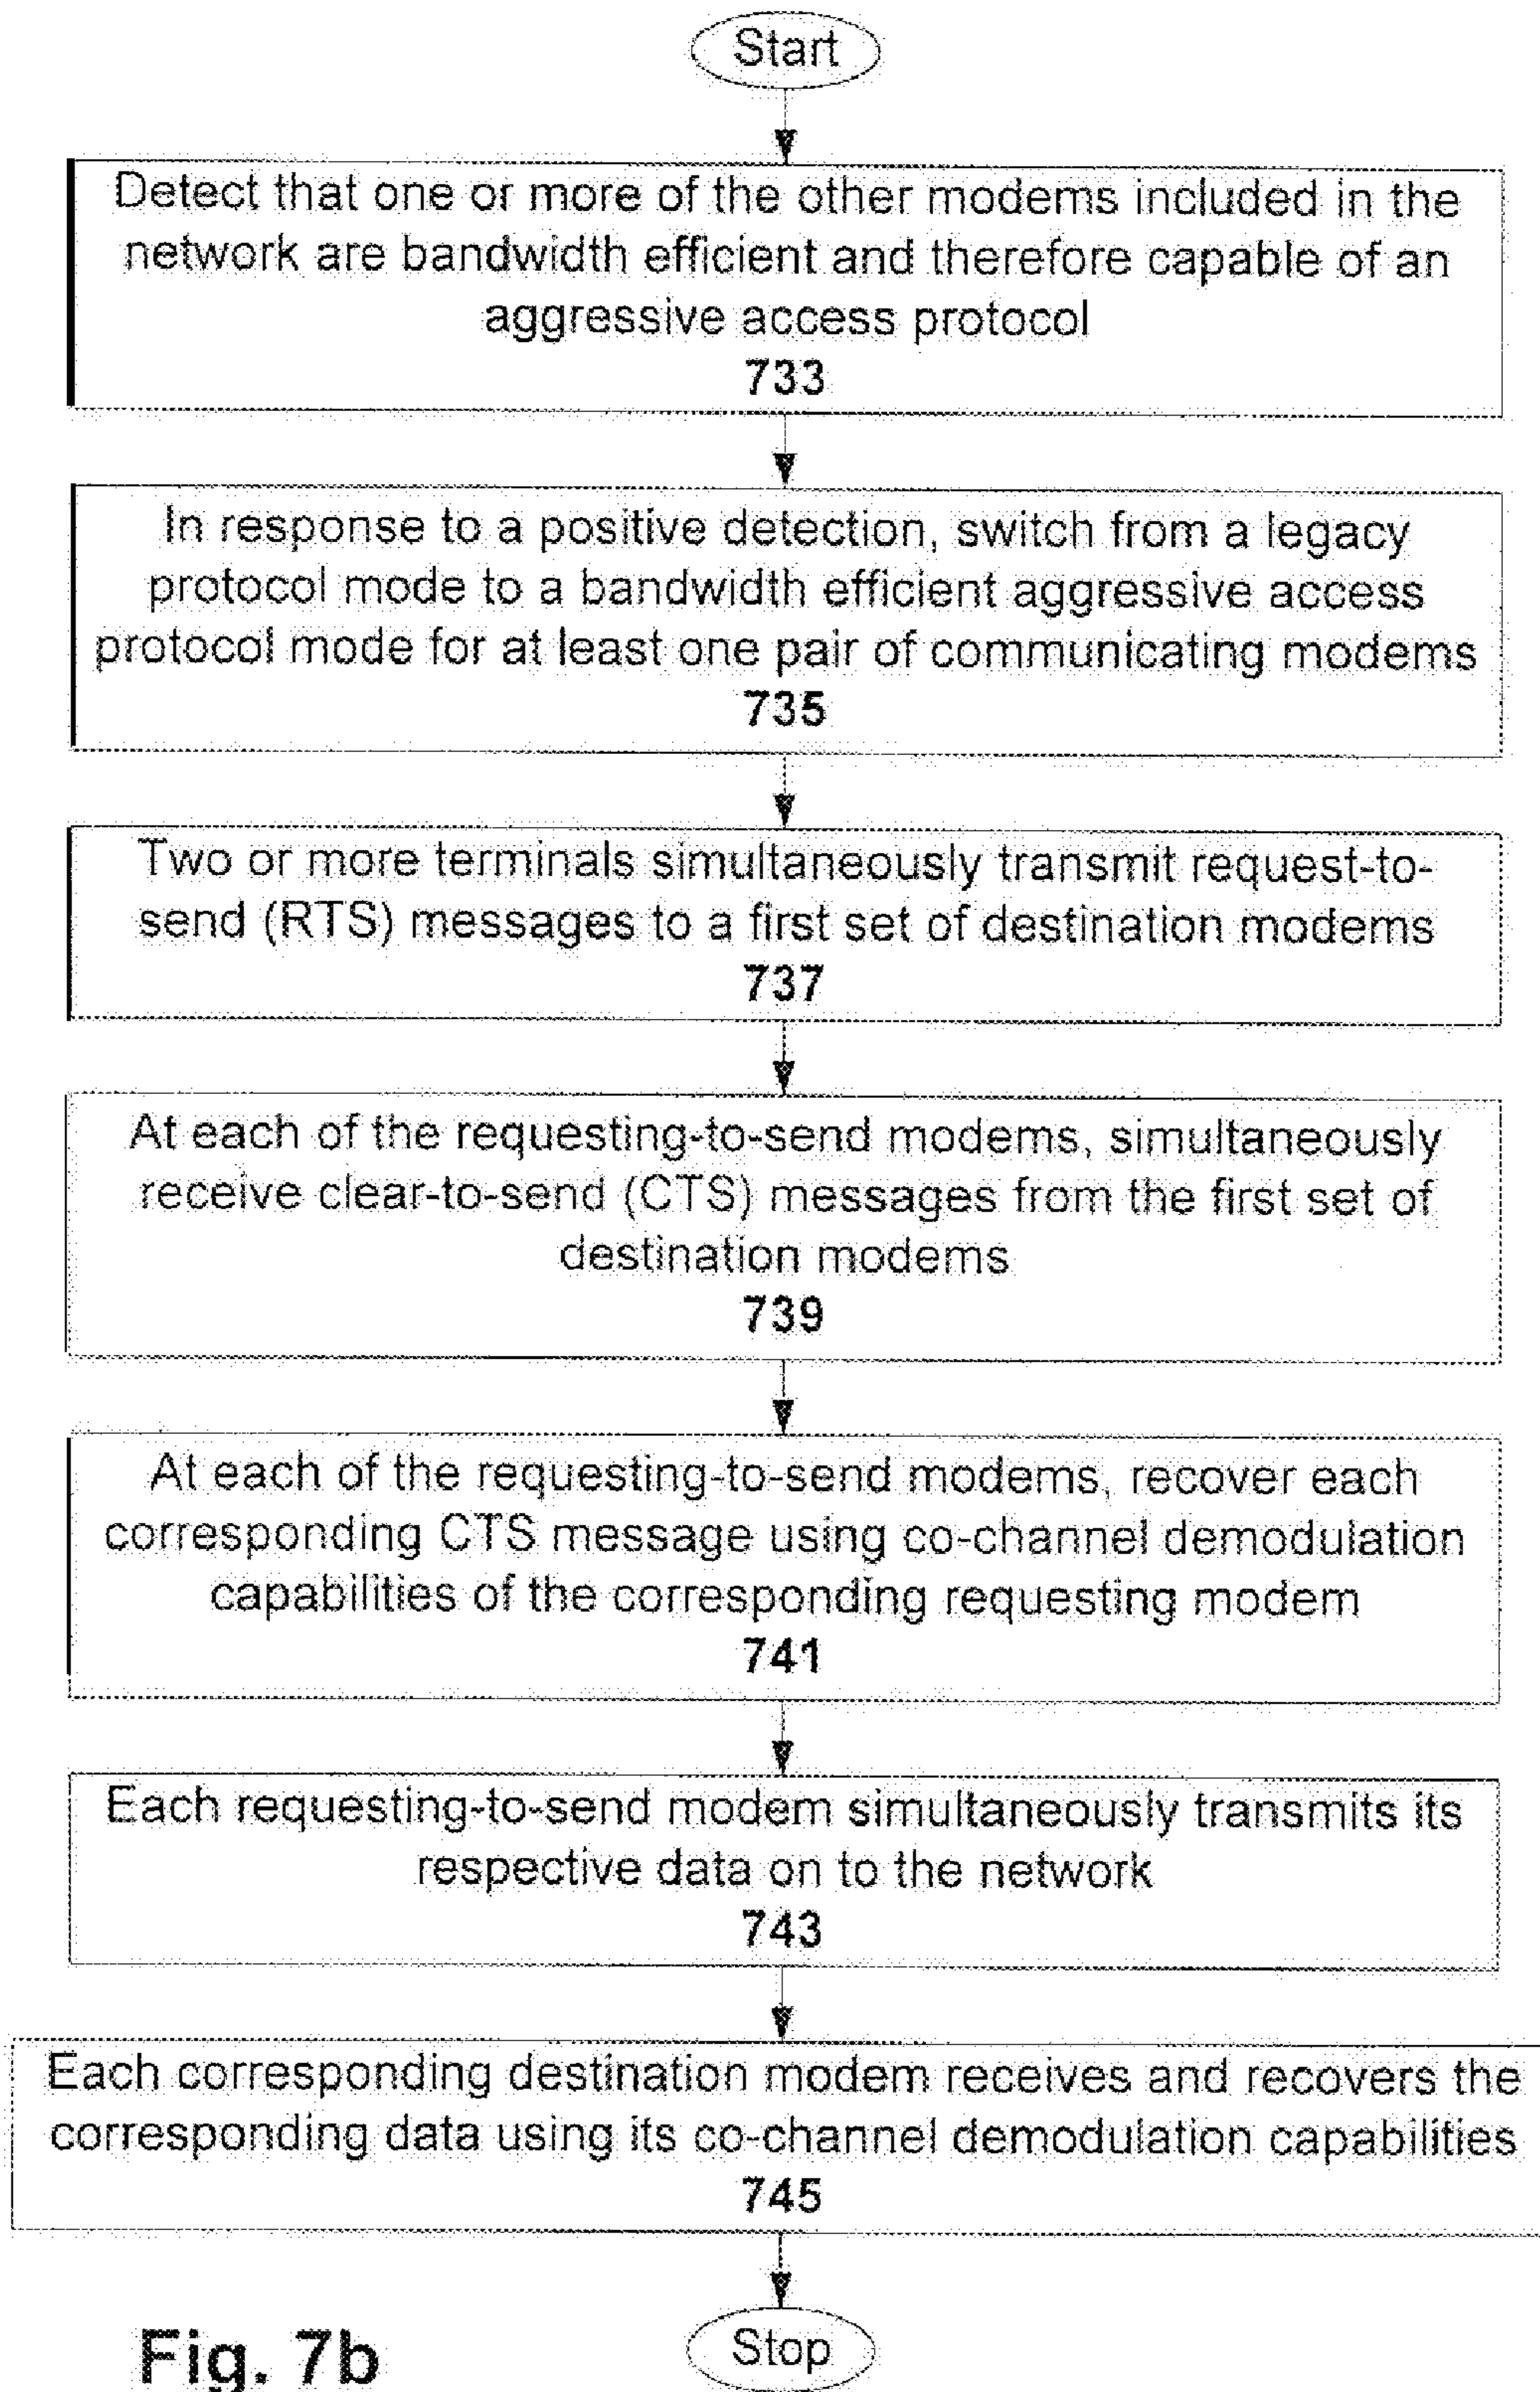 Start
Detect that one or more of the other modems included in the
network are bandwidth efficient and therefore capable of an
aggressive access protocol
733
In response to a positive detection, switch from a legacy
protocol mode to a bandwidth efficient aggressive access
protocol mode for at least one pair of communicating modems
735
Two or more terminals simultaneously transmit request-to-
send (RTS) messages to a first set of destination modems
737
At each of the requesting-to-send modems, simultaneously
receive clear-to-send (CTS) messages from the first set of
destination modems
739
At each of the requesting-to-send modems, recover each
corresponding CTS message using co-channel demodulation
capabilities of the corresponding requesting modem
741
Each requesting-to-send modem simultaneously transmits its
respective data on to the network
743
Each corresponding destination modem receives and recovers the
corresponding data using its co-channel demodulation capabilities
745
Stop
Fig. 7b